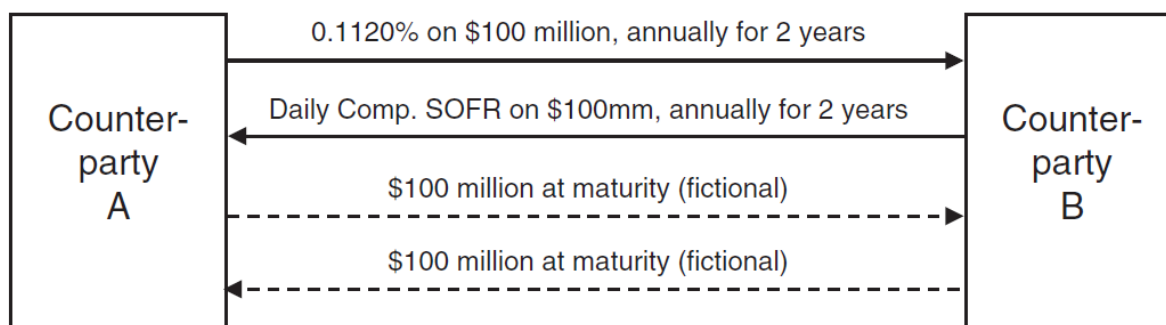 0.1120% on $100 million, annually for 2 years
Counter-
party
A
Daily Comp. SOFR on $100mm, annually for 2 years
$100 million at maturity (fictional)
$100 million at maturity (fictional)
Counter-
party
B